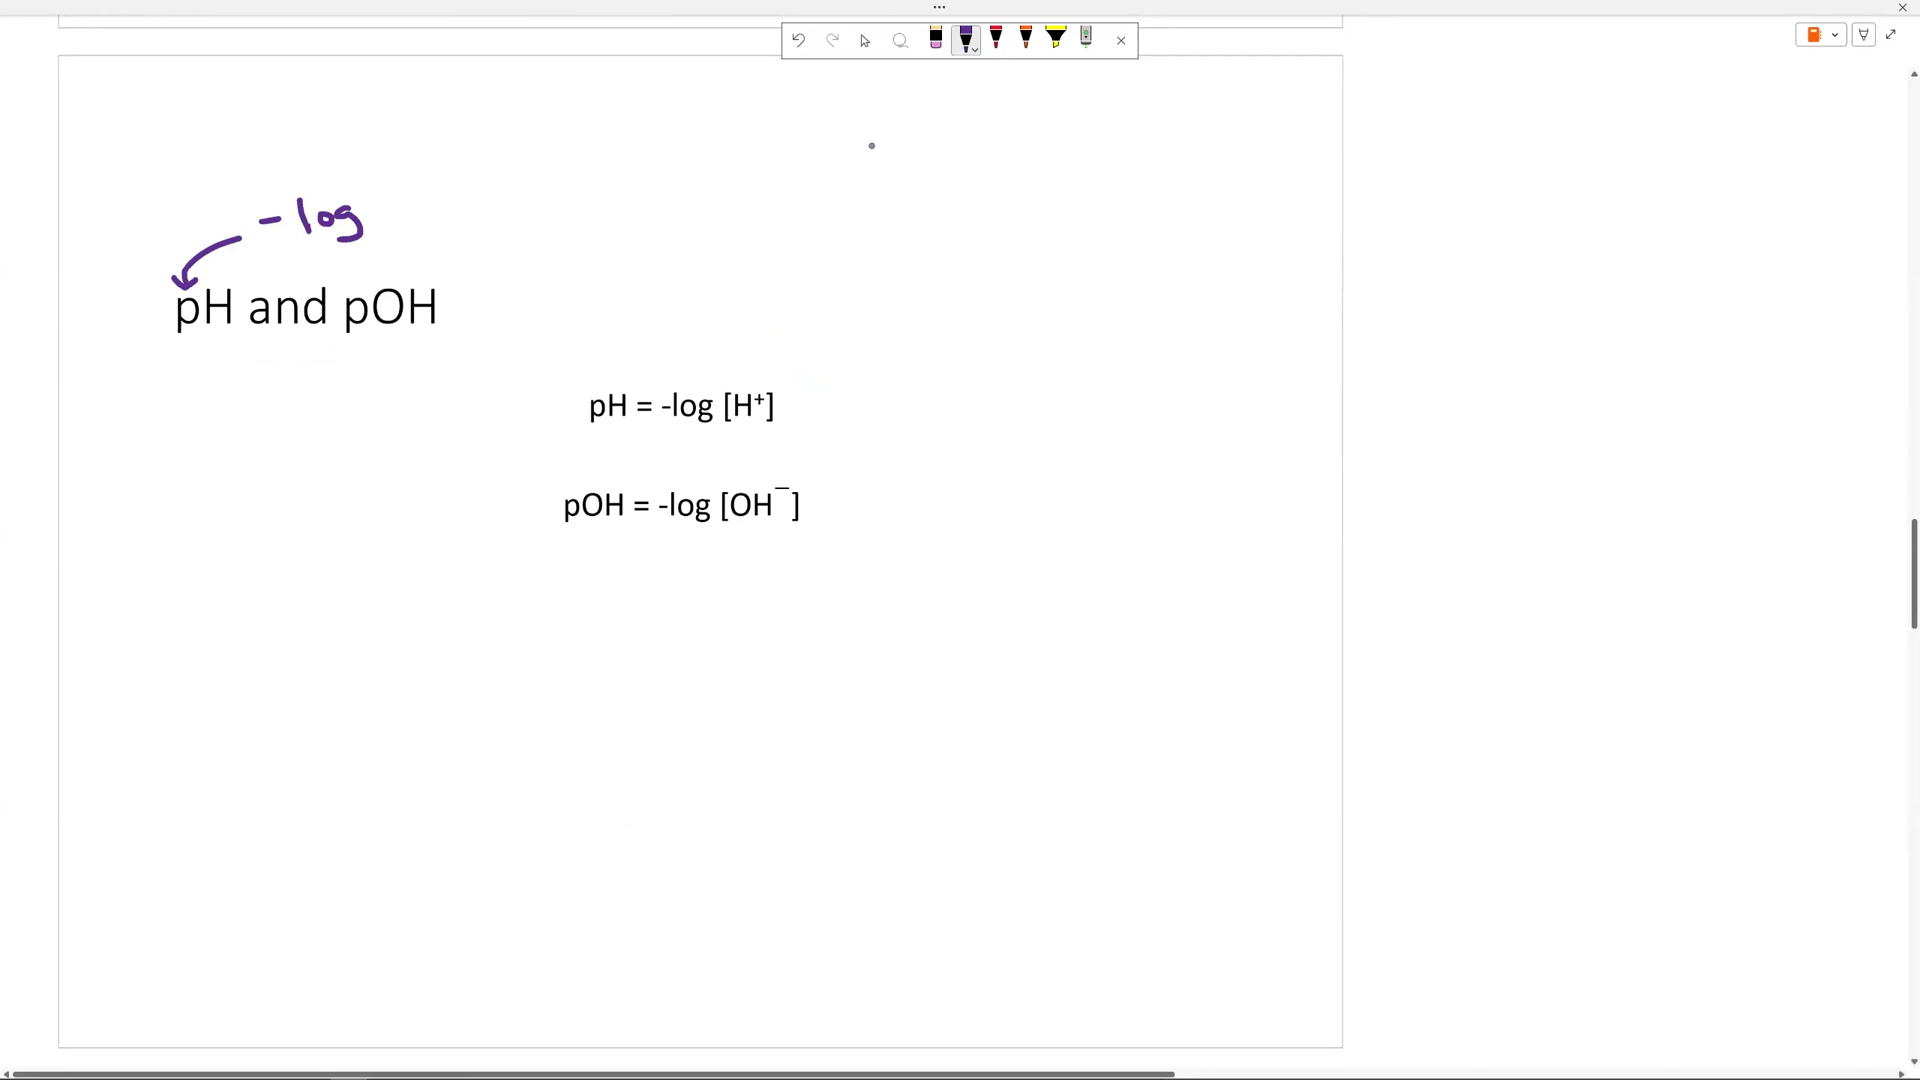 - log
pH and pOH
pH = -log [H⁺]
pOH = -log [OH⁻]